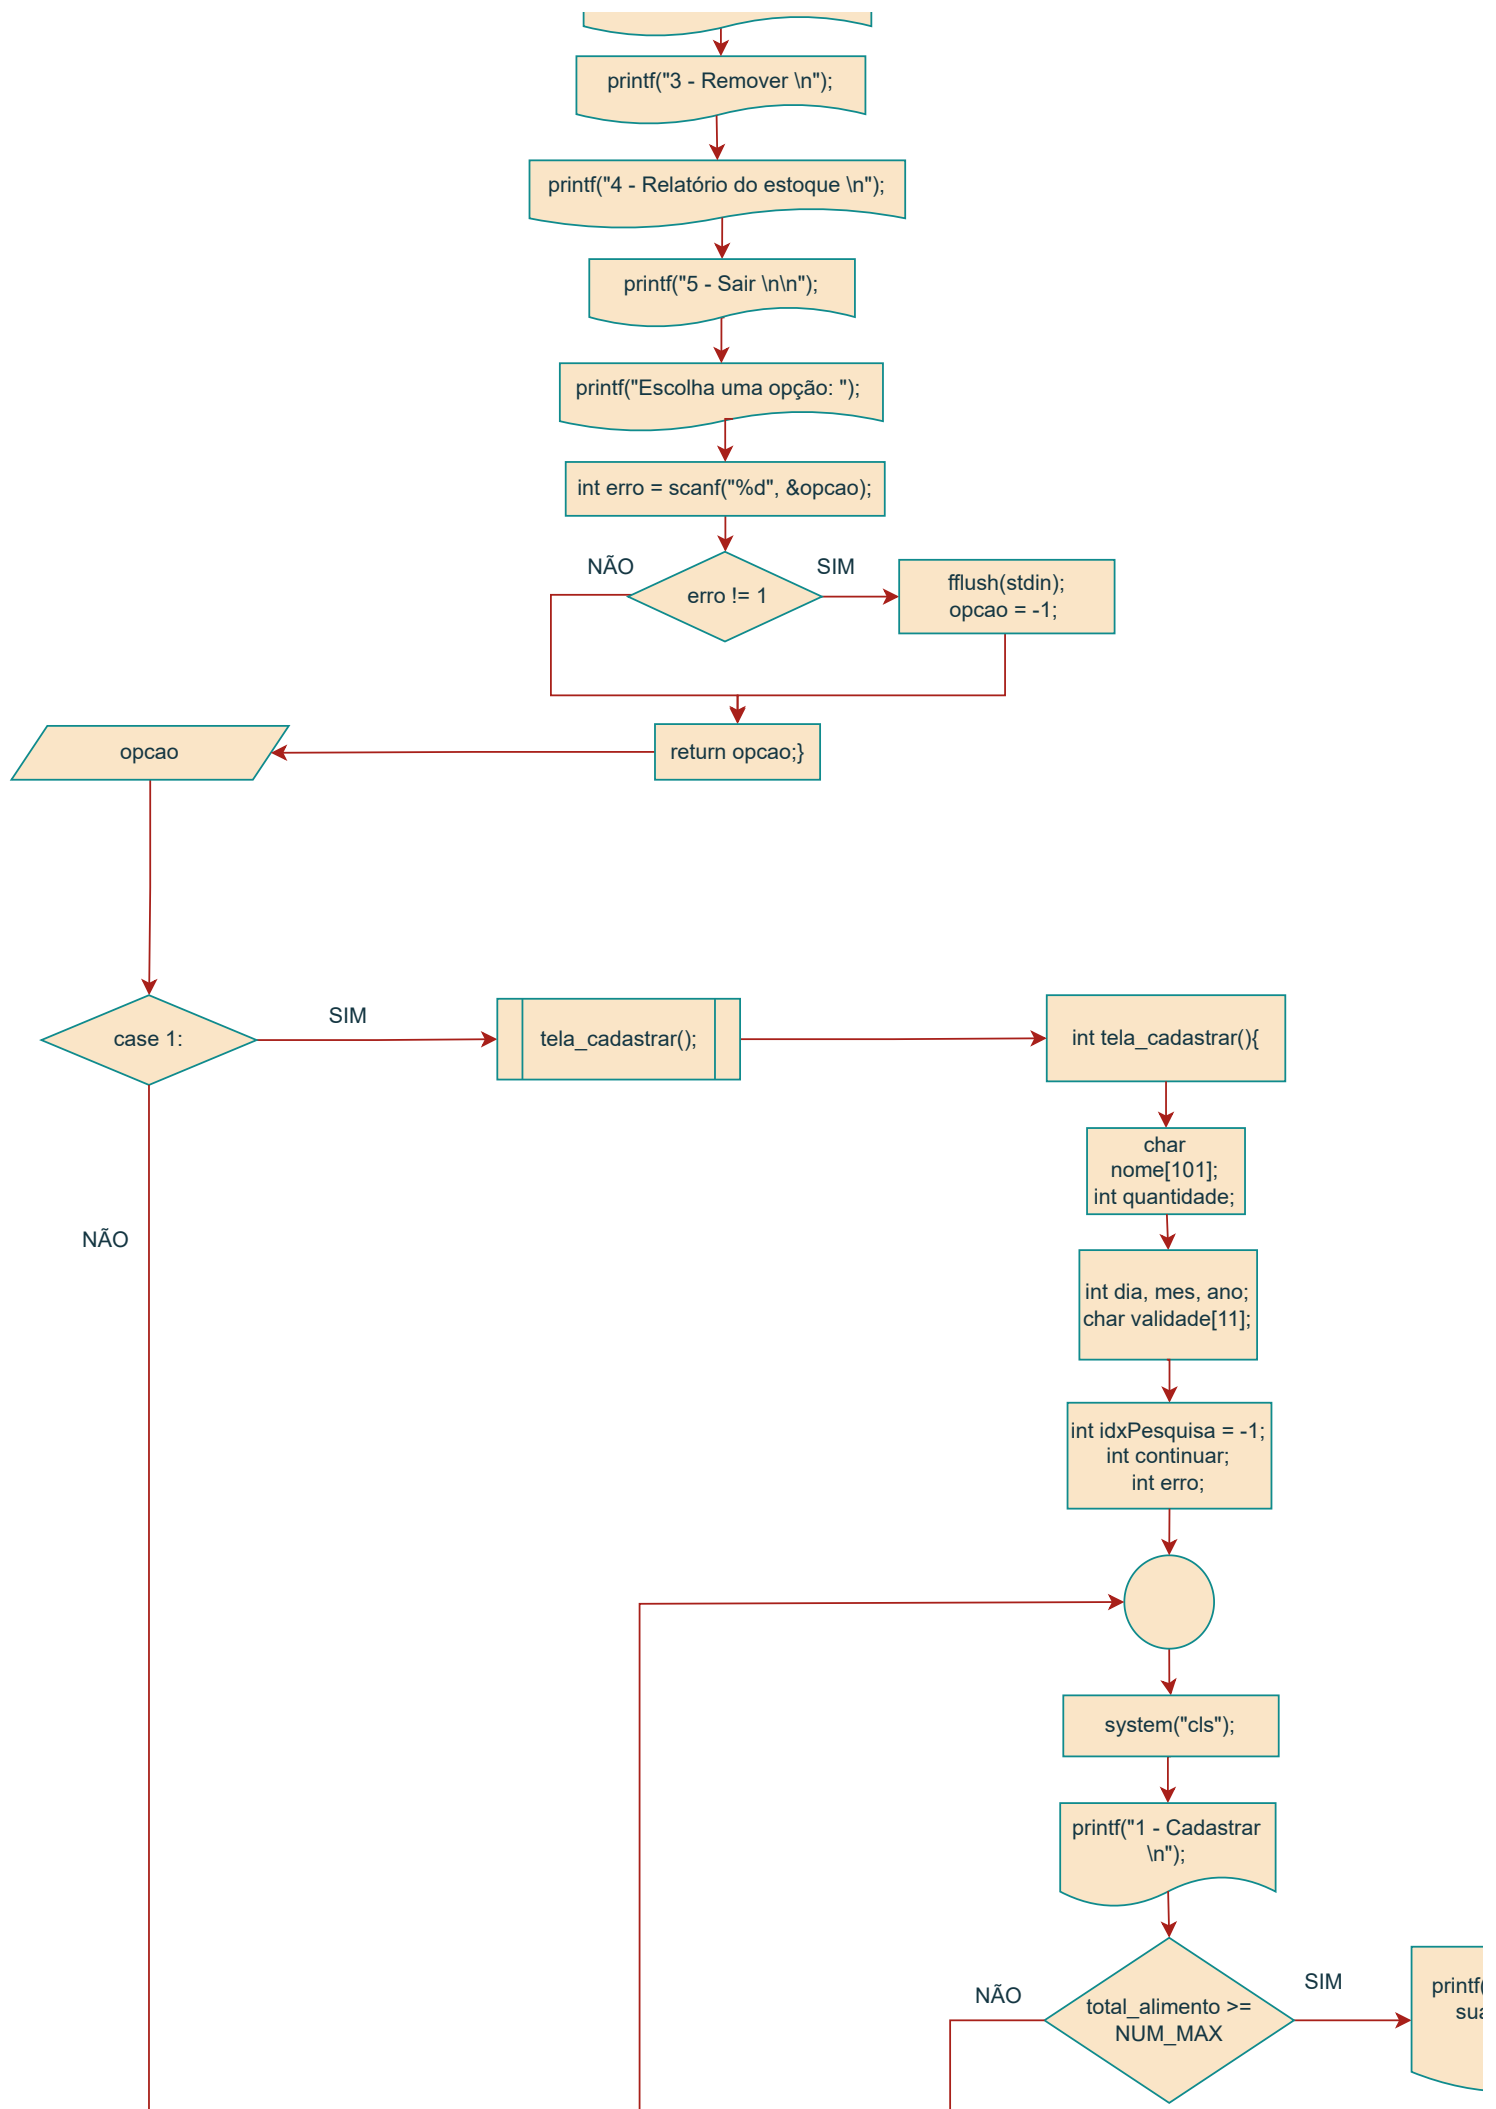 printf("3 - Remover \n");
printf("4 - Relatório do estoque \n");
printf("5 - Sair \n\n");
printf("Escolha uma opção: ");
int erro = scanf("%d", &opcao);
NÃO
erro != 1
SIM
fflush(stdin);
opcao = -1;
opcao
return opcao;}
case 1:
SIM
tela_cadastrar();
int tela_cadastrar(){
char
nome[101];
int quantidade;
NÃO
int dia, mes, ano;
char validade[11];
int idxPesquisa = -1;
int continuar;
int erro;
system("cls");
printf("1 - Cadastrar
\n");
NÃO
total_alimento >=
NUM_MAX
SIM
printf(